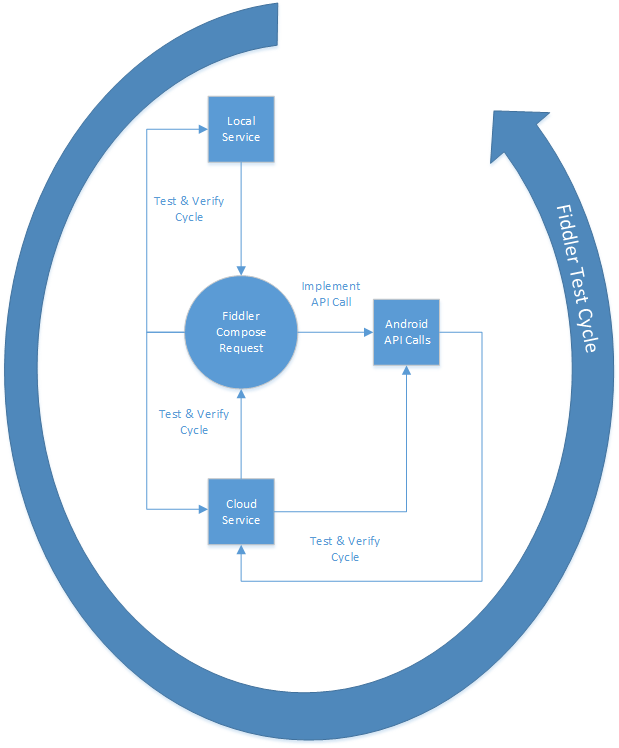 Local
Service
Test & Verify
Cycle
Fiddler
Compose
Request
Implement
API Call
Android
API Calls
Fiddler Test Cycle
Test & Verify
Cycle
Cloud
Service
Test & Verify
Cycle